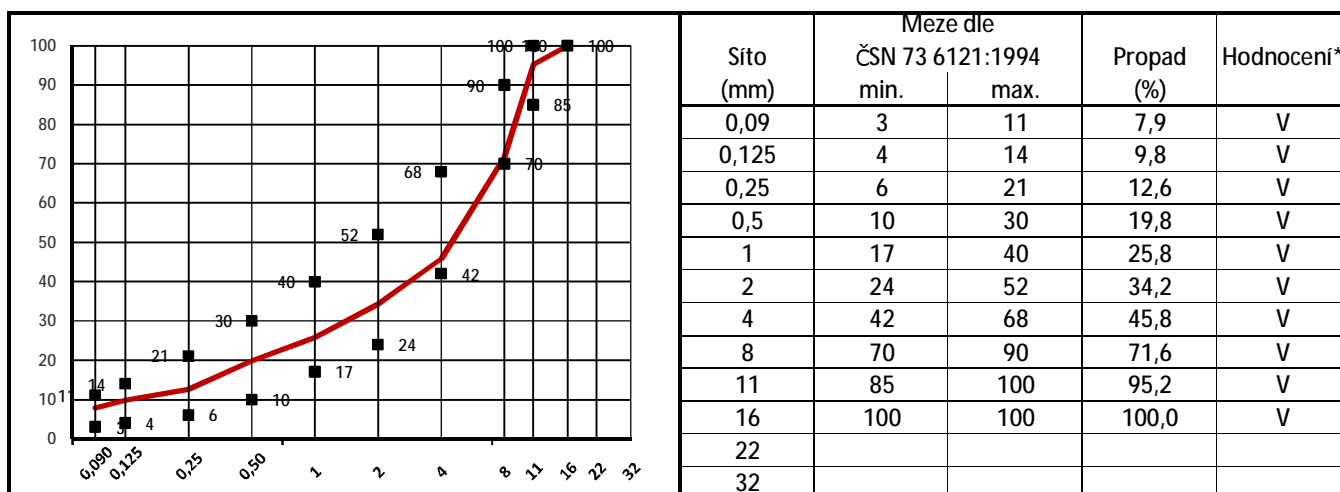 100 100 100 100
90 90
85
80
70 70
68
60
52
50
40 40 42
30 30
24
20 21
17
11 14
10 10
6
3 4
0
0,090 0,125 0,25 0,50 1 2 4 8 11 16 22 32
Meze dle
Síto ČSN 73 6121:1994 Propad Hodnocení*
(mm) min. max. (%)
0,09 3 11 7,9 V
0,125 4 14 9,8 V
0,25 6 21 12,6 V
0,5 10 30 19,8 V
1 17 40 25,8 V
2 24 52 34,2 V
4 42 68 45,8 V
8 70 90 71,6 V
11 85 100 95,2 V
16 100 100 100,0 V
22
32